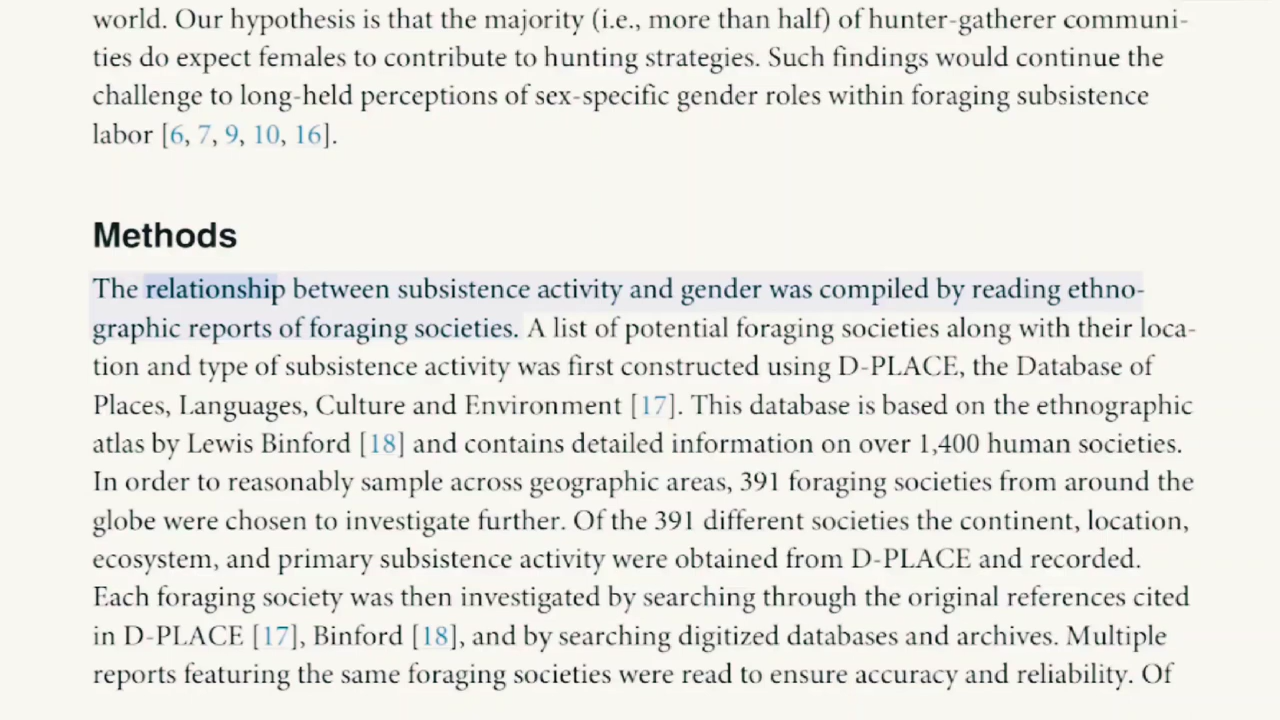 world. Our hypothesis is that the majority (i.e., more than half) of hunter-gatherer communi-
ties do expect females to contribute to hunting strategies. Such findings would continue the
challenge to long-held perceptions of sex-specific gender roles within foraging subsistence
labor [6, 7, 9, 10, 16].
Methods
The relationship between subsistence activity and gender was compiled by reading ethno-
graphic reports of foraging societies. A list of potential foraging societies along with their loca-
tion and type of subsistence activity was first constructed using D-PLACE, the Database of
Places, Languages, Culture and Environment [17]. This database is based on the ethnographic
atlas by Lewis Binford [18] and contains detailed information on over 1,400 human societies.
In order to reasonably sample across geographic areas, 391 foraging societies from around the
globe were chosen to investigate further. Of the 391 different societies the continent, location,
ecosystem, and primary subsistence activity were obtained from D-PLACE and recorded.
Each foraging society was then investigated by searching through the original references cited
in D-PLACE [17], Binford [18], and by searching digitized databases and archives. Multiple
reports featuring the same foraging societies were read to ensure accuracy and reliability. Of